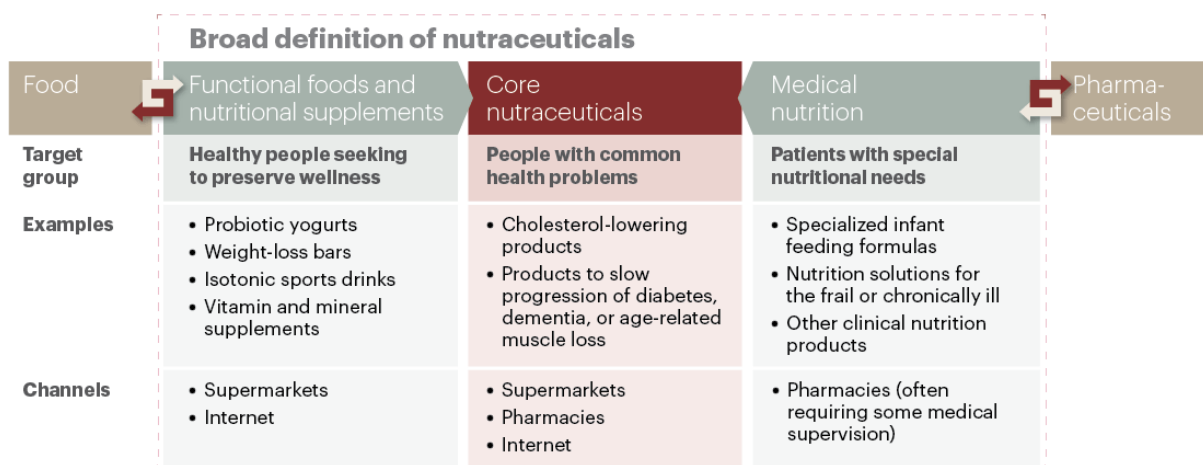 Broad definition of nutraceuticals
Food
Functional foods and
nutritional supplements
Core
nutraceuticals
Medical
nutrition
Pharma-
ceuticals
Target
group
Healthy people seeking
to preserve wellness
People with common
health problems
Patients with special
nutritional needs
Examples
• Probiotic yogurts
• Weight-loss bars
• Isotonic sports drinks
• Vitamin and mineral
supplements
• Cholesterol-lowering
products
• Products to slow
progression of diabetes,
dementia, or age-related
muscle loss
• Specialized infant
feeding formulas
• Nutrition solutions for
the frail or chronically ill
• Other clinical nutrition
products
Channels
• Supermarkets
• Internet
• Supermarkets
• Pharmacies
• Internet
• Pharmacies (often
requiring some medical
supervision)